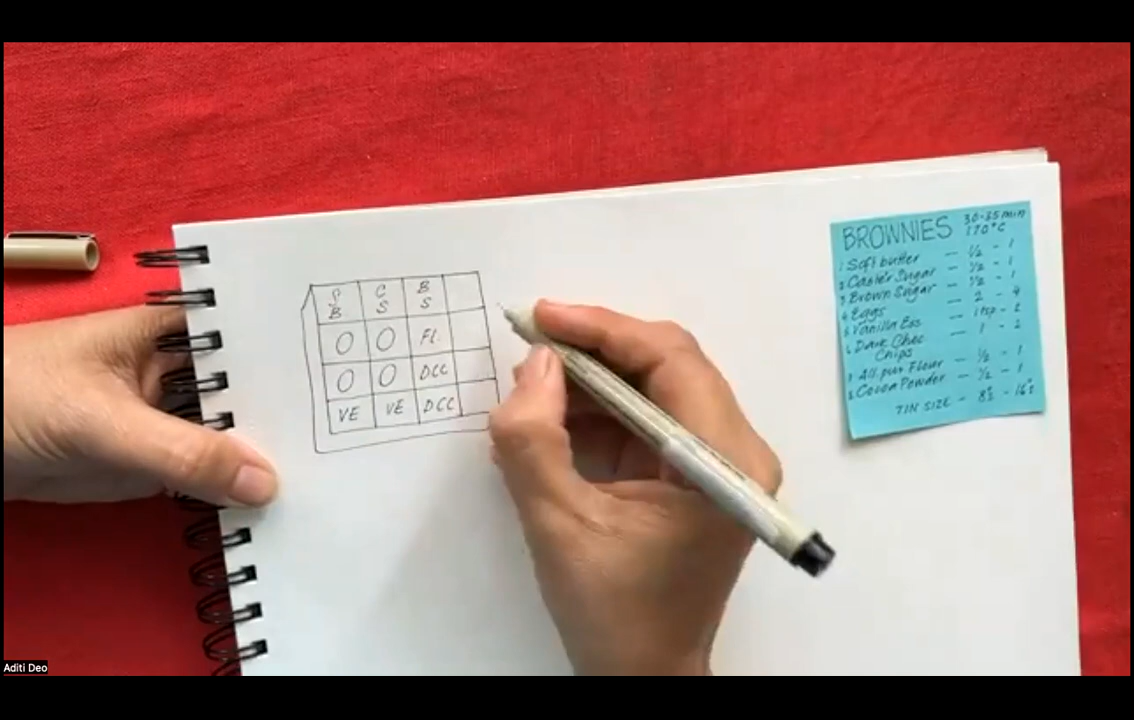 BROWNIES 30-35 min
170°C
1 Soft butter - ½ - 1
2 Caster Sugar - ½ - 1
3 Brown Sugar - ½ - 1
4 Eggs - 2 - 4
5 Vanilla Ess - 1 tsp - 2
6 Dark Choc Chips - 1 - 2
7 All. pur Flour - ½ - 1
8 Cocoa Powder - ½ - 1
TIN SIZE - 8" - 16"
S B C S B S
O O FL.
O O DCC
VE VE DCC
Aditi Deo